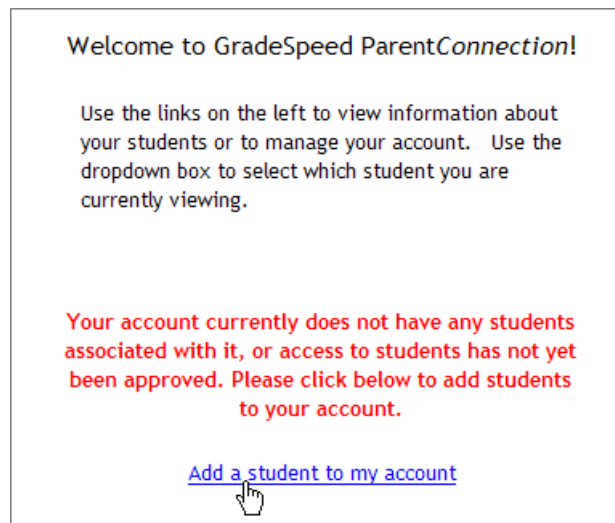 Welcome to GradeSpeed ParentConnection!
Use the links on the left to view information about
your students or to manage your account. Use the
dropdown box to select which student you are
currently viewing.
Your account currently does not have any students
associated with it, or access to students has not yet
been approved. Please click below to add students
to your account.
Add a student to my account